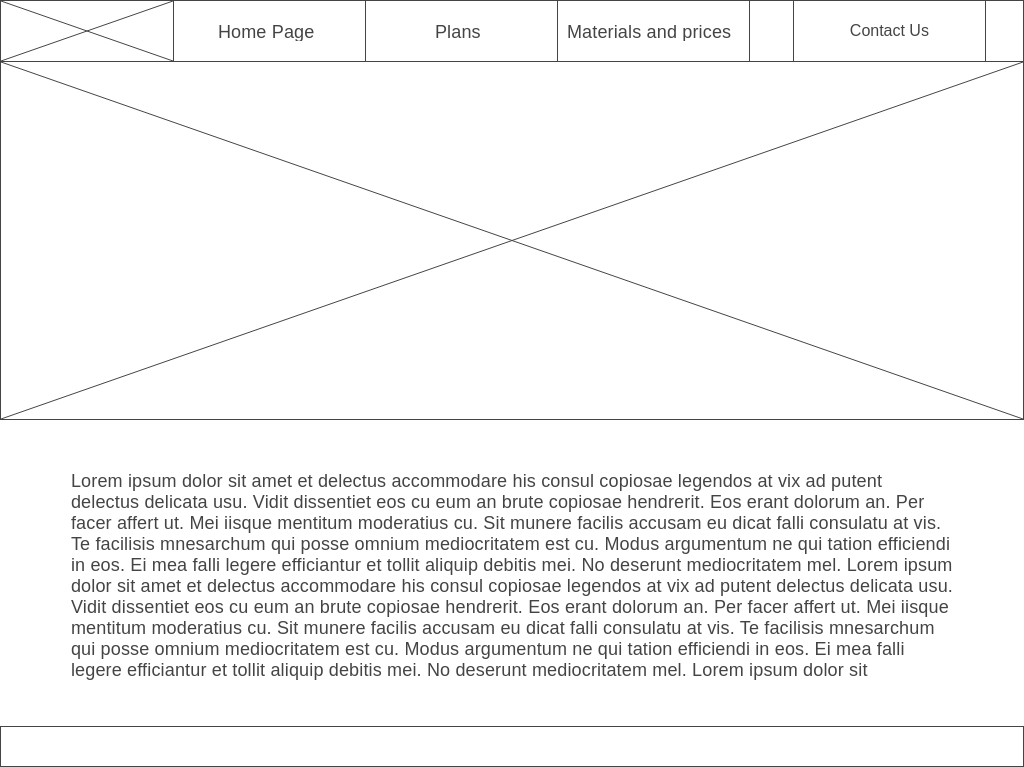 Home Page
Plans
Materials and prices
Contact Us
Lorem ipsum dolor sit amet et delectus accommodare his consul copiosae legendos at vix ad putent
delectus delicata usu. Vidit dissentiet eos cu eum an brute copiosae hendrerit. Eos erant dolorum an. Per
facer affert ut. Mei iisque mentitum moderatius cu. Sit munere facilis accusam eu dicat falli consulatu at vis.
Te facilisis mnesarchum qui posse omnium mediocritatem est cu. Modus argumentum ne qui tation efficiendi
in eos. Ei mea falli legere efficiantur et tollit aliquip debitis mei. No deserunt mediocritatem mel. Lorem ipsum
dolor sit amet et delectus accommodare his consul copiosae legendos at vix ad putent delectus delicata usu.
Vidit dissentiet eos cu eum an brute copiosae hendrerit. Eos erant dolorum an. Per facer affert ut. Mei iisque
mentitum moderatius cu. Sit munere facilis accusam eu dicat falli consulatu at vis. Te facilisis mnesarchum
qui posse omnium mediocritatem est cu. Modus argumentum ne qui tation efficiendi in eos. Ei mea falli
legere efficiantur et tollit aliquip debitis mei. No deserunt mediocritatem mel. Lorem ipsum dolor sit